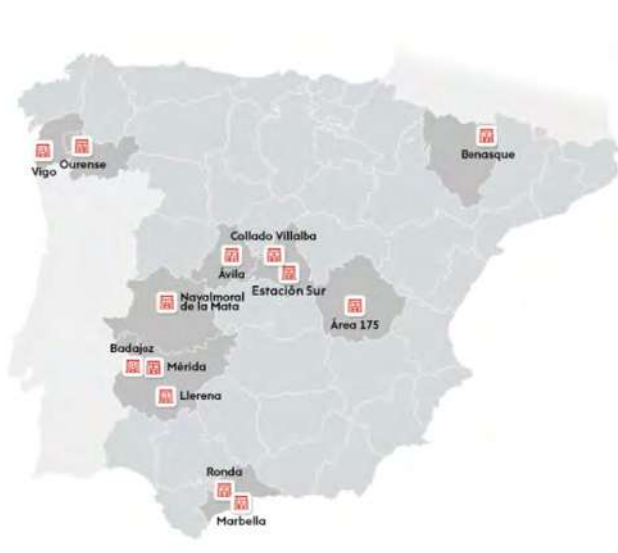 Benasque
Vigo
Ourense
Collado Villalba
Ávila
Estación Sur
Navalmoral
de la Mata
Área 175
Badajoz
Mérida
Llerena
Ronda
Marbella